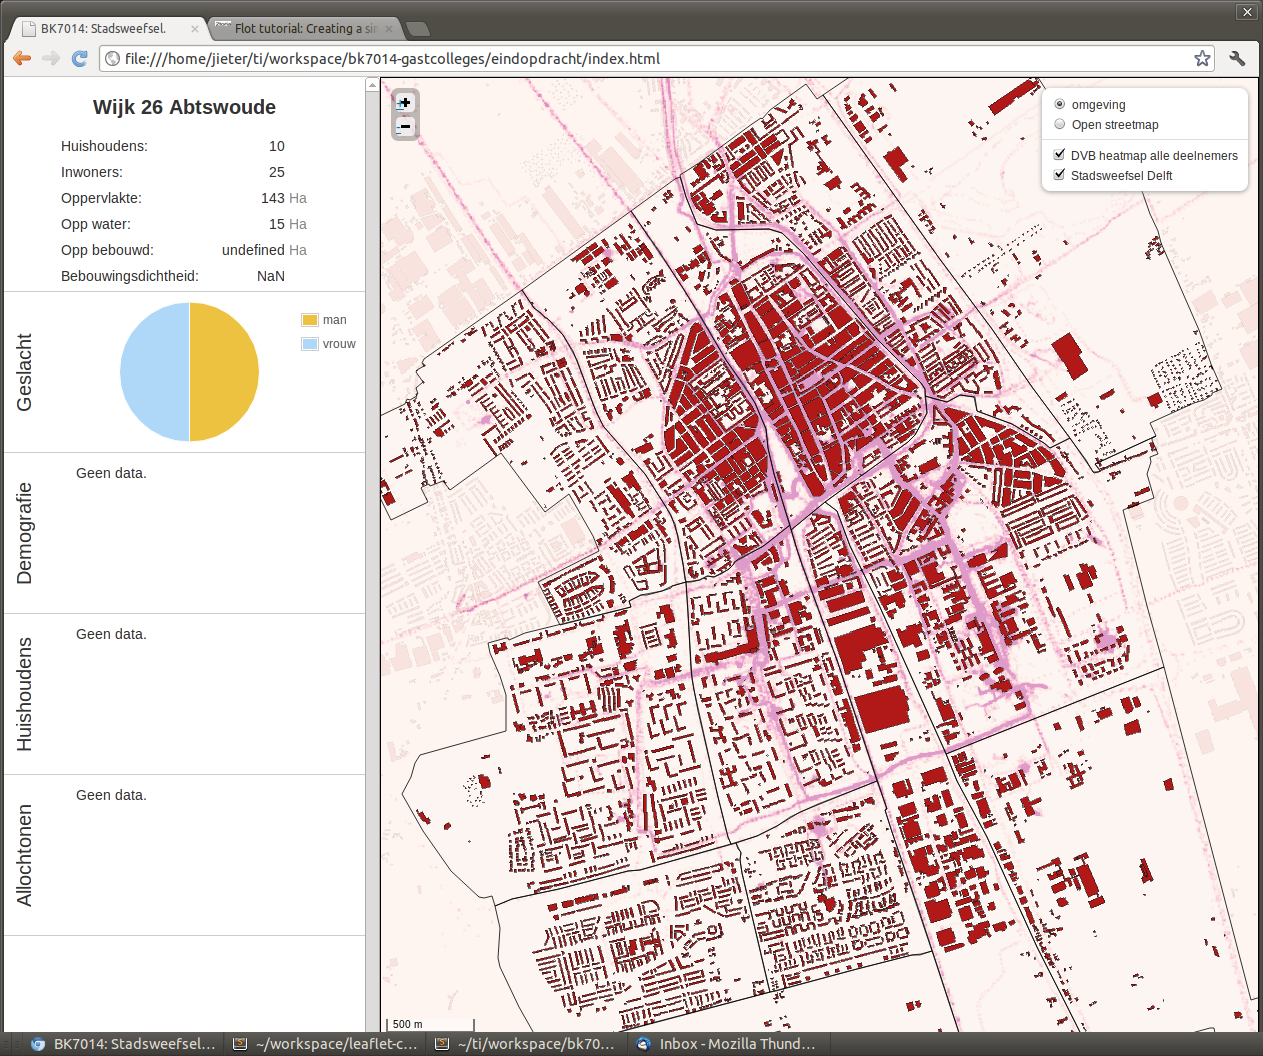 BK7014: Stadsweefsel.
Flot tutorial: Creating a sin
file:///home/jieter/ti/workspace/bk7014-gastcolleges/eindopdracht/index.html
Wijk 26 Abtswoude
Huishoudens: 10
Inwoners: 25
Oppervlakte: 143 Ha
Opp water: 15 Ha
Opp bebouwd: undefined Ha
Bebouwingsdichtheid: NaN
Geslacht
man
vrouw
Demografie
Geen data.
Huishoudens
Geen data.
Allochtonen
Geen data.
omgeving
Open streetmap
DVB heatmap alle deelnemers
Stadsweefsel Delft
500 m
BK7014: Stadsweefsel...
~/workspace/leaflet-c...
~/ti/workspace/bk70...
Inbox - Mozilla Thund...